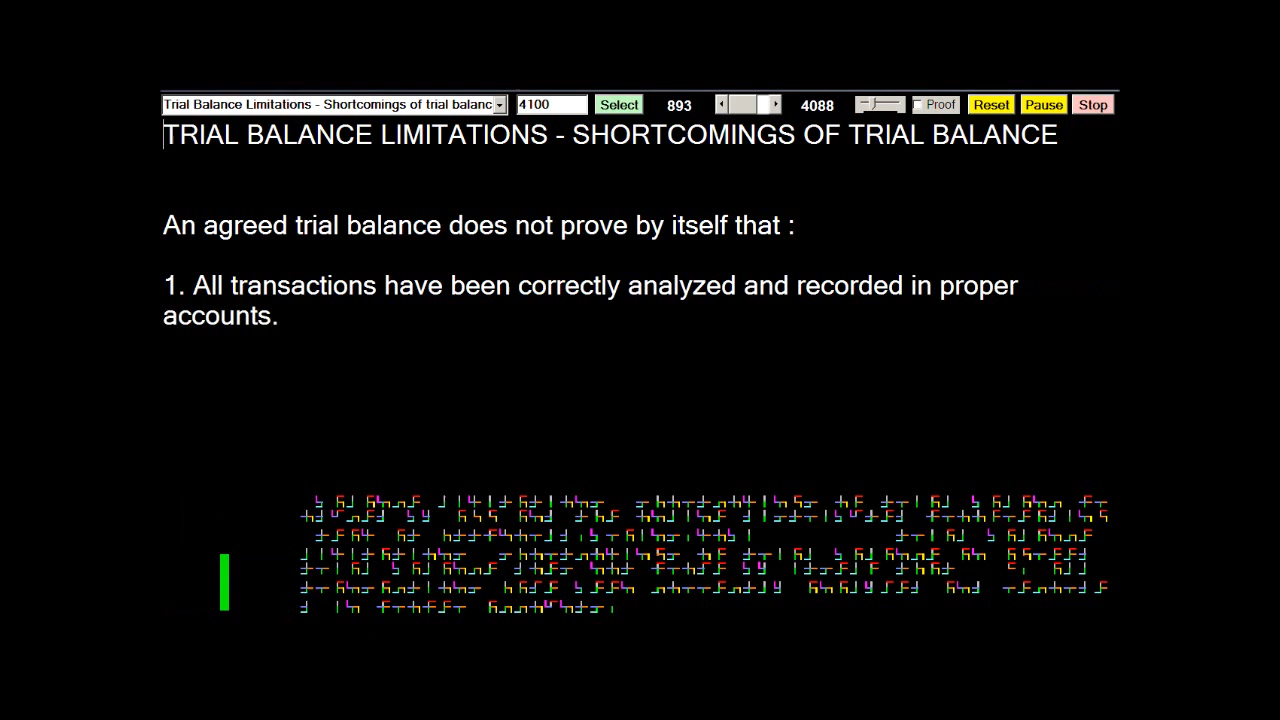 Trial Balance Limitations - Shortcomings of trial balanc 4100 Select 893 4088 Proof Reset Pause Stop
TRIAL BALANCE LIMITATIONS - SHORTCOMINGS OF TRIAL BALANCE
An agreed trial balance does not prove by itself that :
1. All transactions have been correctly analyzed and recorded in proper
accounts.